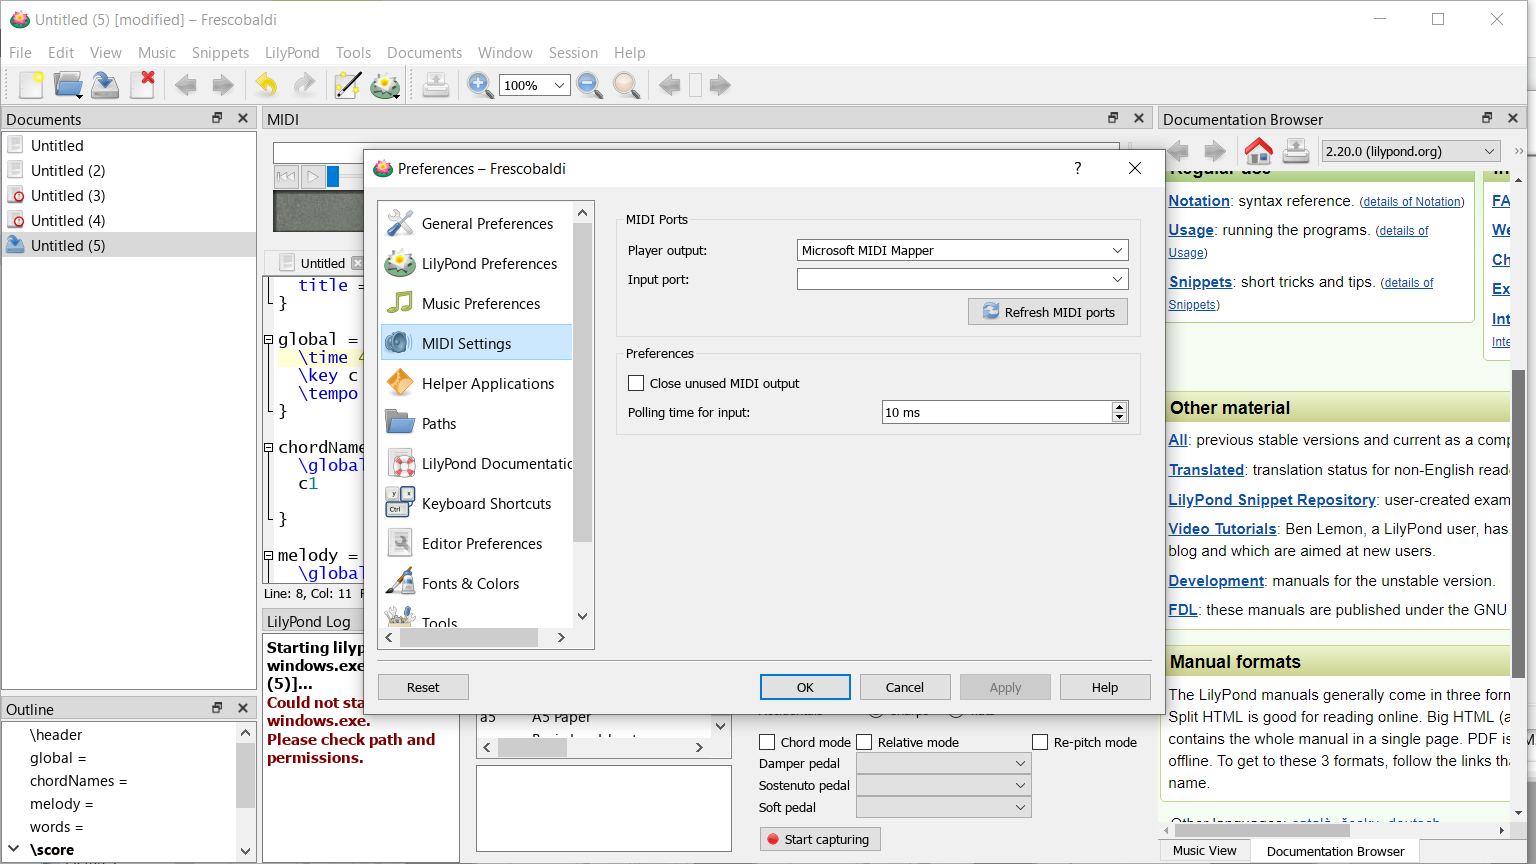 Untitled (5) [modified] – Frescobaldi
File Edit View Music Snippets LilyPond Tools Documents Window Session Help
100%
Documents
Untitled
Untitled (2)
Untitled (3)
Untitled (4)
Untitled (5)
MIDI
Untitled
title =
}
global =
\time
\key c
\tempo
}
chordName
\global
c1
}
melody =
\global
Line: 8, Col: 11
LilyPond Log
Starting lilyp
windows.exe
(5)]...
Could not sta
windows.exe.
Please check path and
permissions.
Outline
\header
global =
chordNames =
melody =
words =
\score
Preferences – Frescobaldi
?
General Preferences
LilyPond Preferences
Music Preferences
MIDI Settings
Helper Applications
Paths
LilyPond Documentatic
Keyboard Shortcuts
Editor Preferences
Fonts & Colors
Tools
MIDI Ports
Player output: Microsoft MIDI Mapper
Input port:
Refresh MIDI ports
Preferences
Close unused MIDI output
Polling time for input: 10 ms
Reset OK Cancel Apply Help
a5 A5 Paper
Chord mode Relative mode Re-pitch mode
Damper pedal
Sostenuto pedal
Soft pedal
Start capturing
Documentation Browser
2.20.0 (lilypond.org)
Regular use
Notation: syntax reference. (details of Notation)
Usage: running the programs. (details of
Usage)
Snippets: short tricks and tips. (details of
Snippets)
In
FA
We
Ch
Ex
Int
Inte
Other material
All: previous stable versions and current as a comp
Translated: translation status for non-English read
LilyPond Snippet Repository: user-created exam
Video Tutorials: Ben Lemon, a LilyPond user, has
blog and which are aimed at new users.
Development: manuals for the unstable version.
FDL: these manuals are published under the GNU
Manual formats
The LilyPond manuals generally come in three forn
Split HTML is good for reading online. Big HTML (a
contains the whole manual in a single page. PDF is
offline. To get to these 3 formats, follow the links tha
name.
Other languages: català, česky, deutsch
Music View Documentation Browser